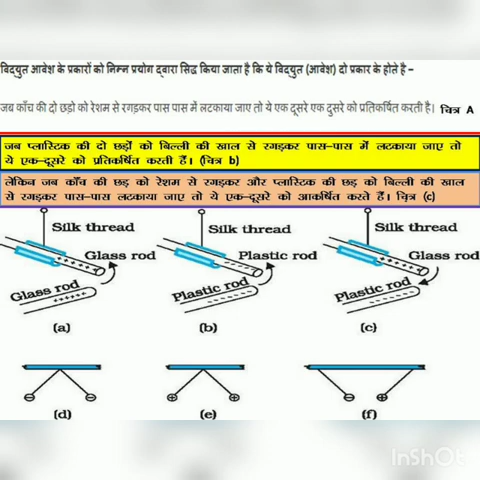 विद्युत आवेश के प्रकारों को निम्न प्रयोग द्वारा सिद्ध किया जाता है कि ये विद्युत (आवेश) दो प्रकार के होते है –
जब काँच की दो छड़ो को रेशम से रगड़कर पास पास में लटकाया जाए तो ये एक दूसरे एक दुसरे को प्रतिकर्षित करती है। चित्र A
जब प्लास्टिक की दो छड़ों को बिल्ली की खाल से रगड़कर पास-पास में लटकाया जाए तो
ये एक-दूसरे को प्रतिकर्षित करती हैं। (चित्र b)
लेकिन जब काँच की छड़ को रेशम से रगड़कर और प्लास्टिक की छड़ को बिल्ली की खाल
से रगड़कर पास-पास लटकाया जाए तो ये एक-दूसरे को आकर्षित करते हैं। चित्र (c)
Silk thread Silk thread Silk thread
Glass rod Plastic rod Glass rod
Glass rod Plastic rod Plastic rod
(a) (b) (c)
(d) (e) (f)
InShOt